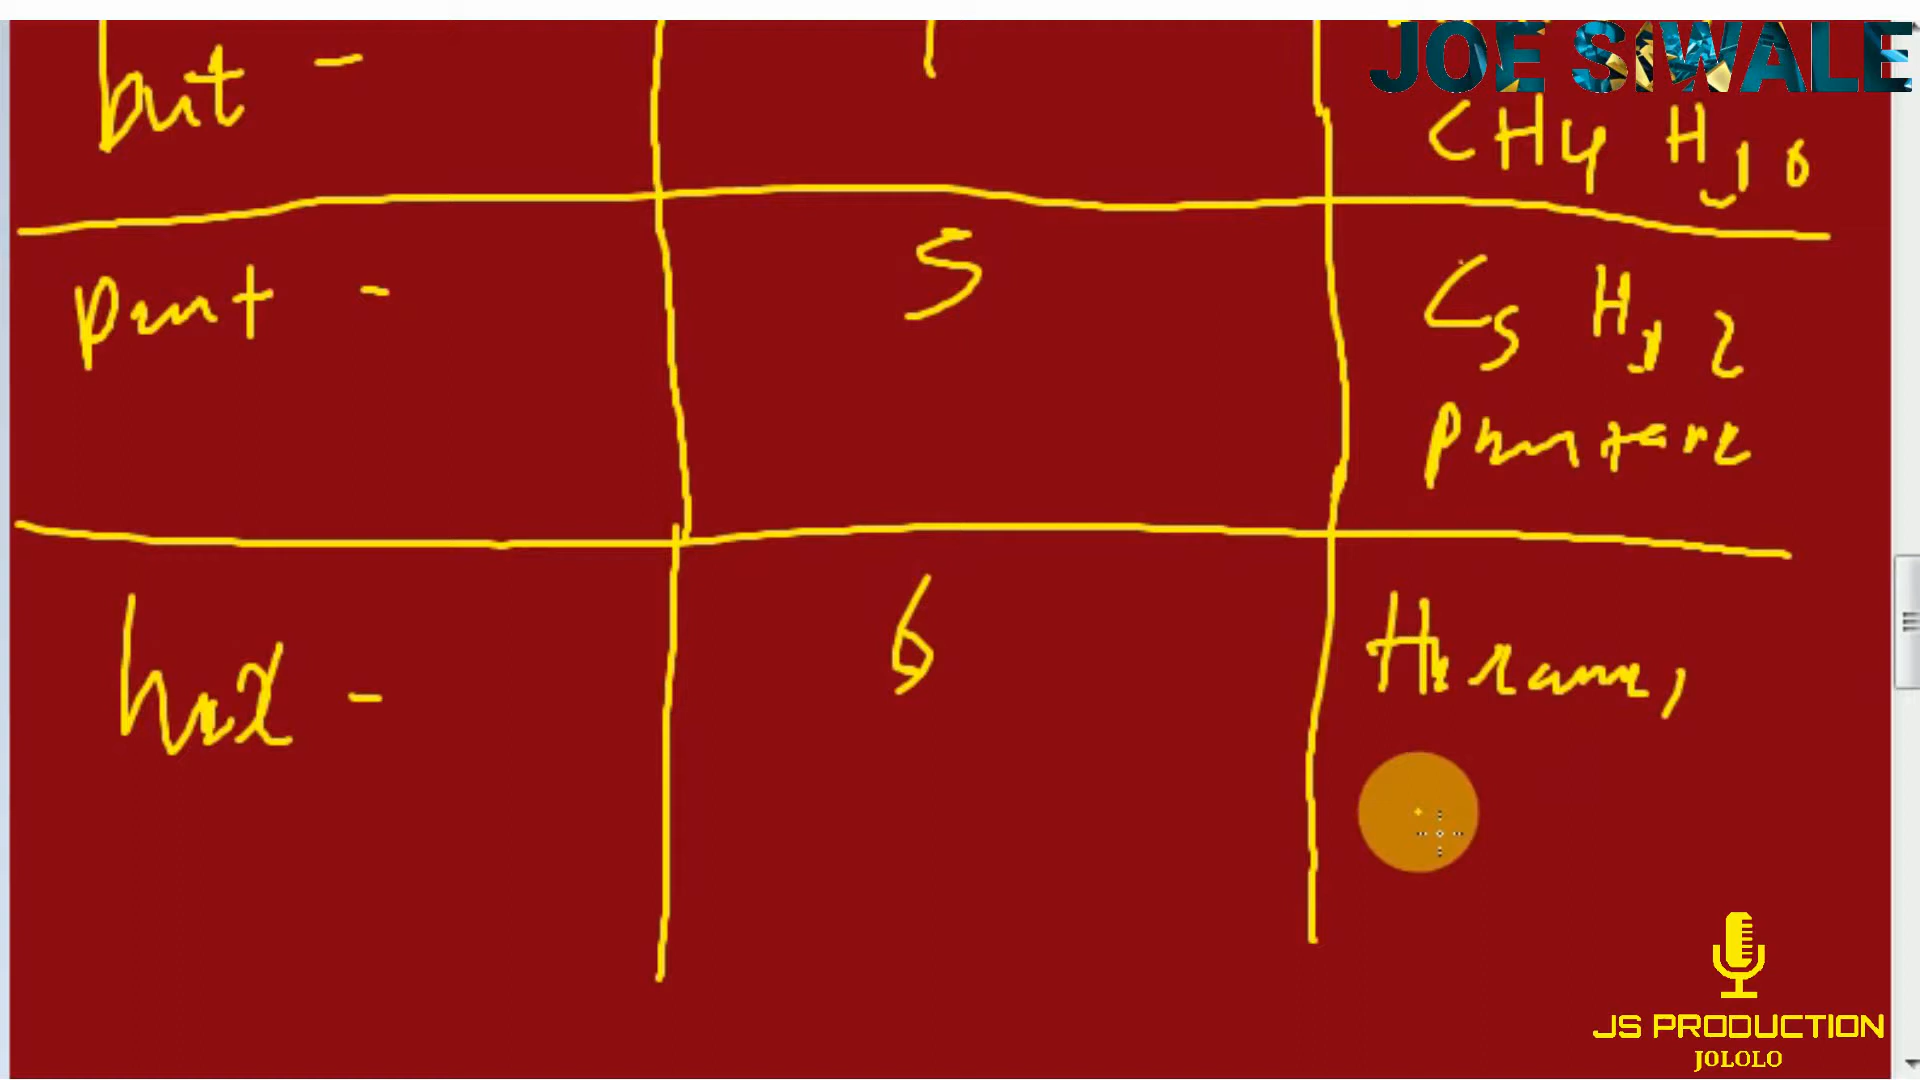 JOE SIWALE
but -
CH4 H10
pent -
5
C5 H12
pentane
hex -
6
Hexane,
JS PRODUCTION
JOLOLO